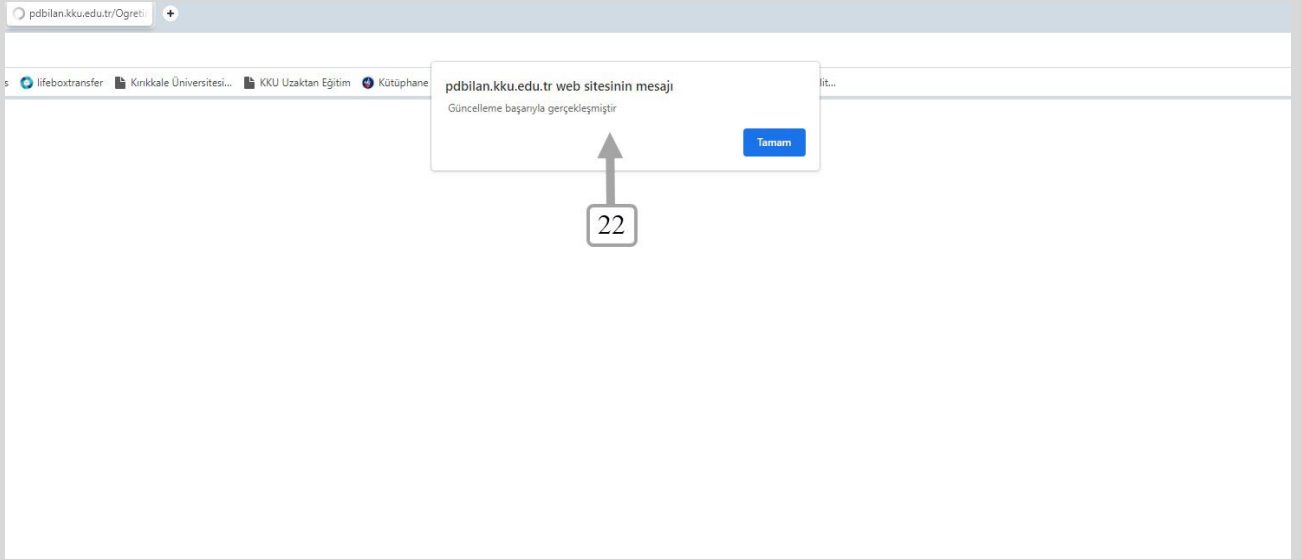 pdbilan.kku.edu.tr/Ogreti
s lifeboxtransfer Kırıkkale Üniversitesi... KKU Uzaktan Eğitim Kütüphane lit...
pdbilan.kku.edu.tr web sitesinin mesajı
Güncelleme başarıyla gerçekleşmiştir
Tamam
22